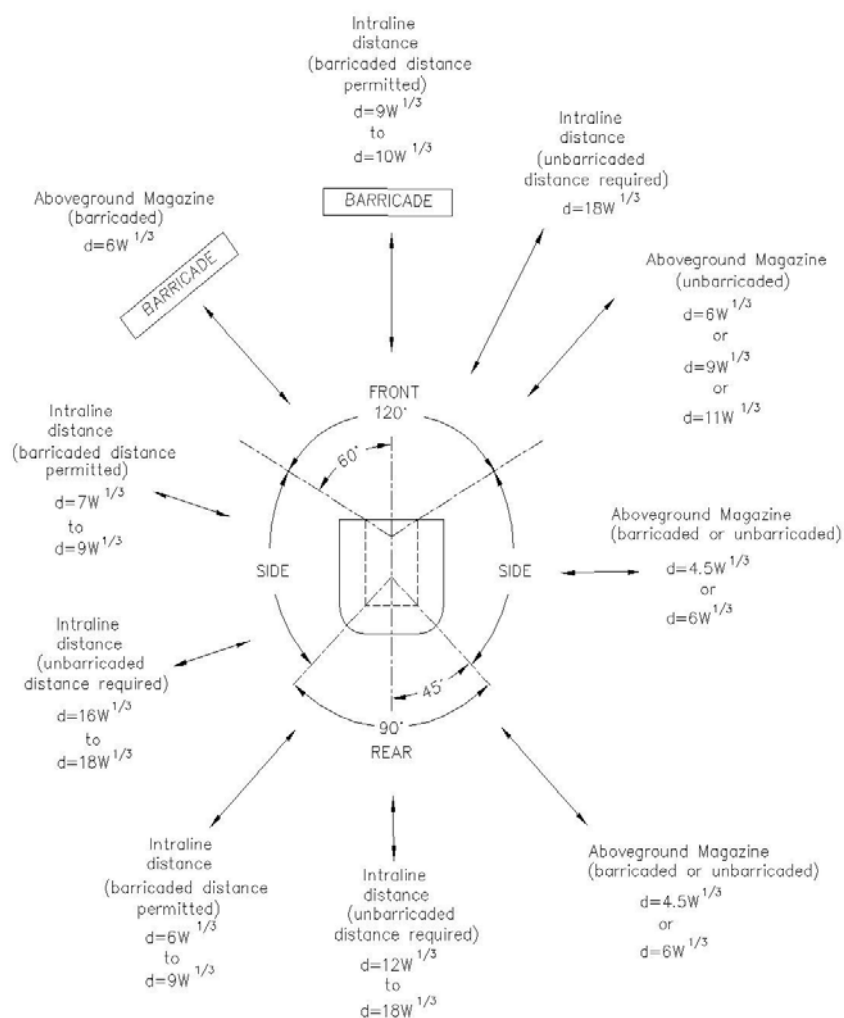 Intraline
distance
(barricaded distance
permitted)
d=9W 1/3
to
d=10W 1/3
BARRICADE
Intraline
distance
(unbarricaded
distance required)
d=18W 1/3
Aboveground Magazine
(barricaded)
d=6W 1/3
BARRICADE
Aboveground Magazine
(unbarricaded)
d=6W 1/3
or
d=9W 1/3
or
d=11W 1/3
FRONT
120°
60°
Intraline
distance
(barricaded distance
permitted)
d=7W 1/3
to
d=9W 1/3
SIDE
SIDE
Aboveground Magazine
(barricaded or unbarricaded)
d=4.5W 1/3
or
d=6W 1/3
Intraline
distance
(unbarricaded
distance required)
d=16W 1/3
to
d=18W 1/3
45°
90°
REAR
Intraline
distance
(barricaded distance
permitted)
d=6W 1/3
to
d=9W 1/3
Intraline
distance
(unbarricaded
distance required)
d=12W 1/3
to
d=18W 1/3
Aboveground Magazine
(barricaded or unbarricaded)
d=4.5W 1/3
or
d=6W 1/3